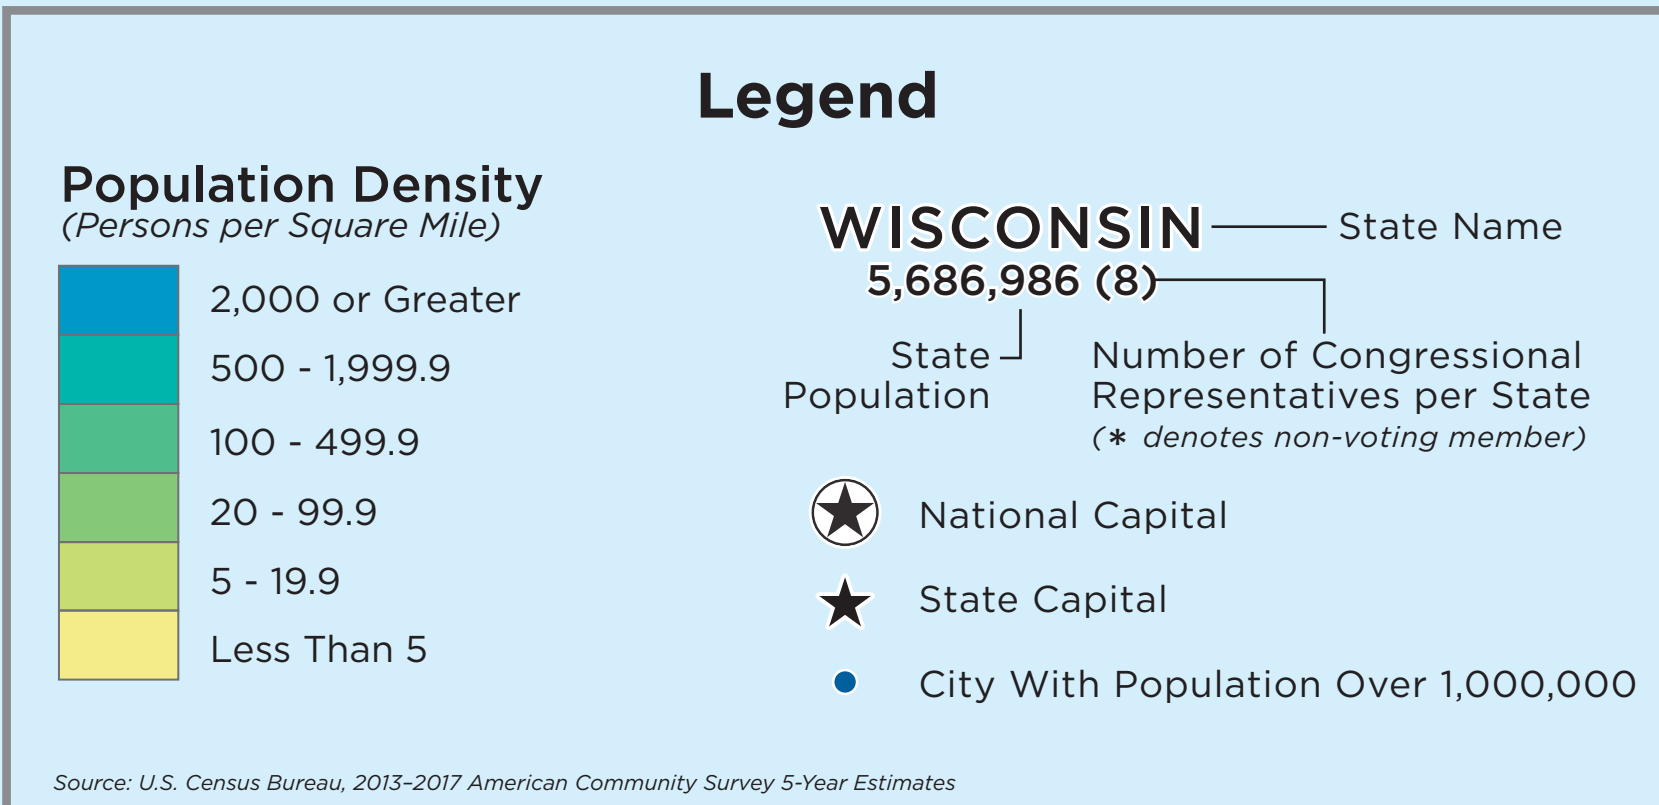 Legend
Population Density
(Persons per Square Mile)
2,000 or Greater
500 - 1,999.9
100 - 499.9
20 - 99.9
5 - 19.9
Less Than 5
WISCONSIN
State Name
5,686,986 (8)
State
Population
Number of Congressional
Representatives per State
(* denotes non-voting member)
National Capital
State Capital
City With Population Over 1,000,000
Source: U.S. Census Bureau, 2013–2017 American Community Survey 5-Year Estimates